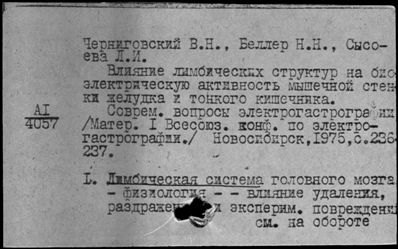 Черниговский В.Н., Беллер Н.Н., Сысо-
ева Л.И.
Влияние лимбических структур на био-
электрическую активность мышечной стен-
ки желудка и тонкого кишечника.
AI
4057
Соврем. вопросы электрогастрографии
/Матер. I Всесоюз. конф. по электро-
гастрографии./ Новосибирск,1975,с.236-
237.
I. Лимбическая система головного мозга
- физиология - - влияние удаления,
раздражения и эксперим. повреждени
см. на обороте